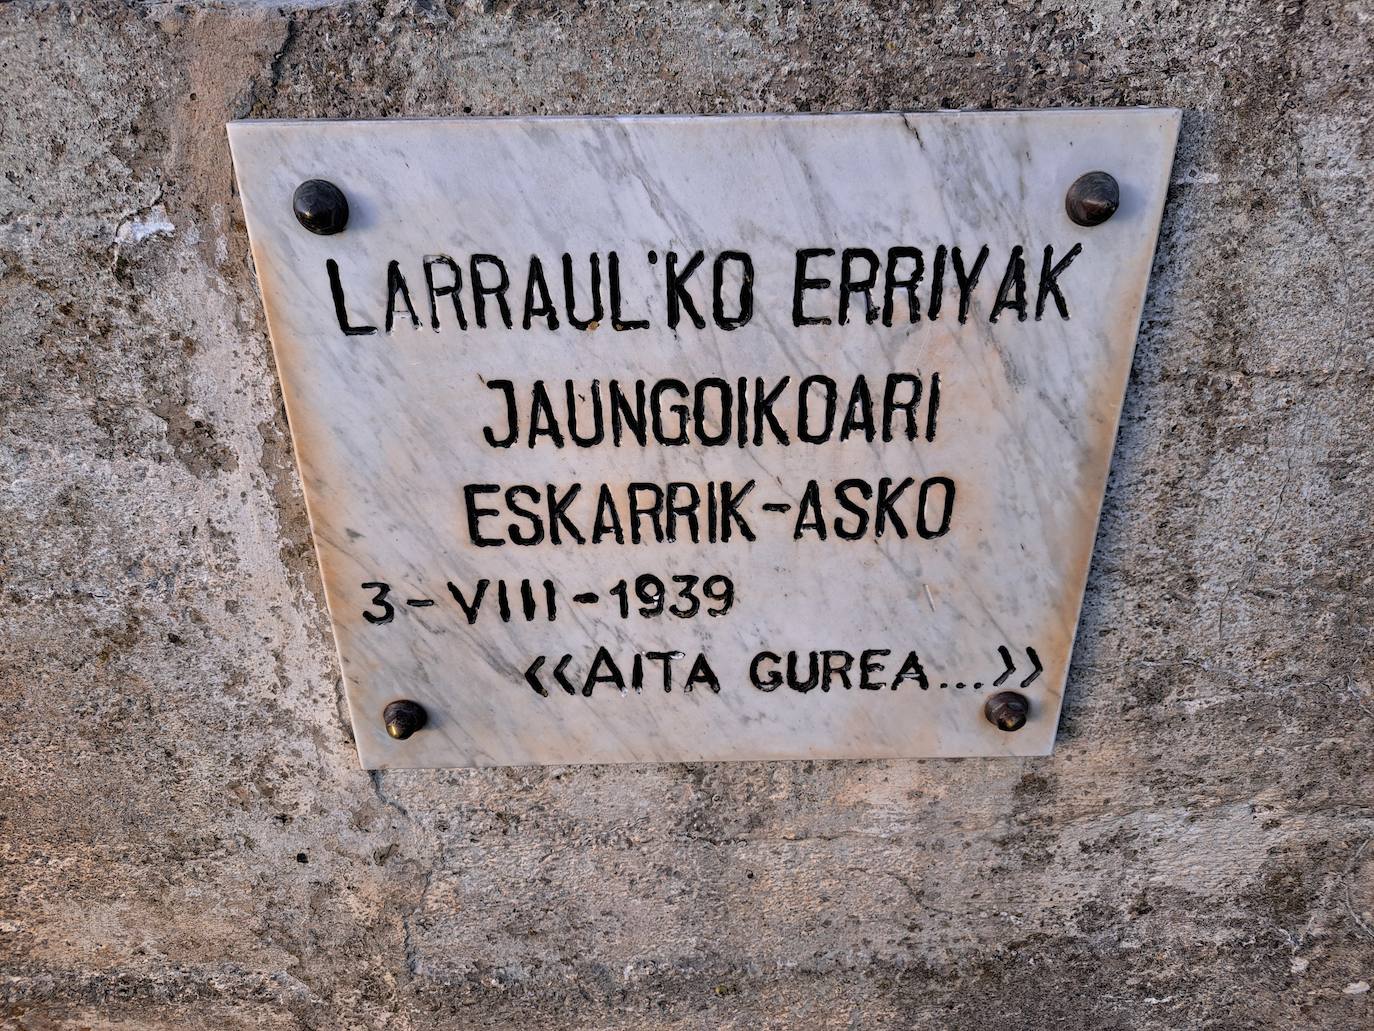 LARRAUL'KO ERRIYAK
JAUNGOIKOARI
ESKARRIK-ASKO
3-VIII-1939
<<AITA GUREA...>>